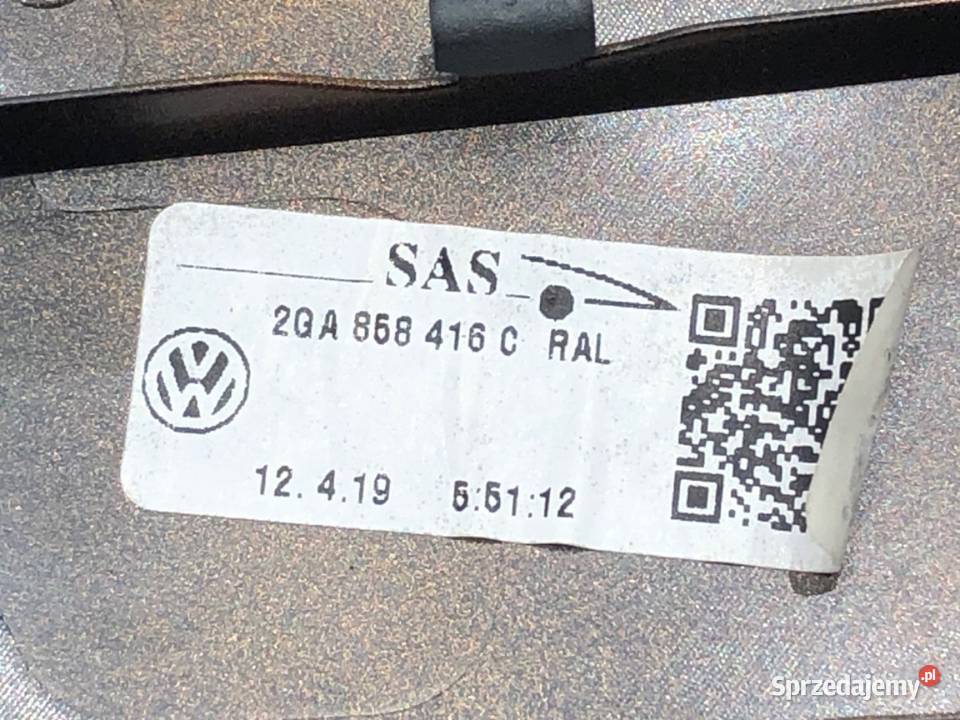 SAS
2GA 858 416 C RAL
12. 4.19 5:51:12
Sprzedajemy.pl